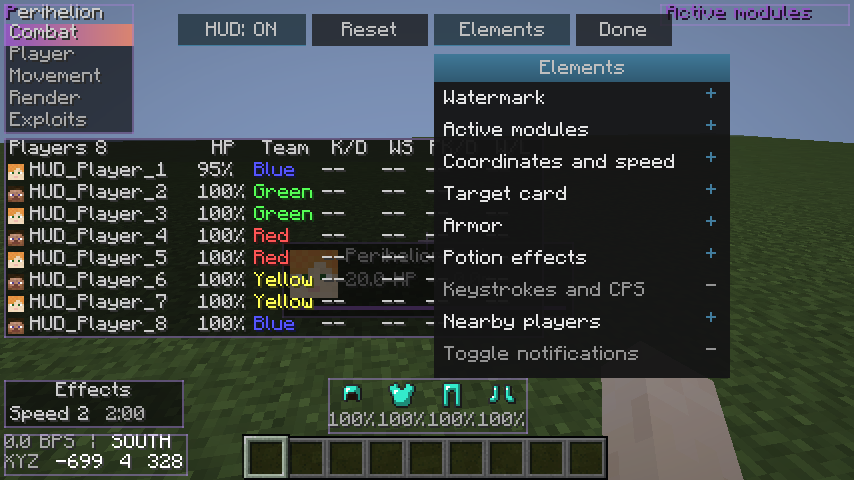 Perihelion
Combat
Player
Movement
Render
Exploits
HUD: ON
Reset
Elements
Done
Active modules
Elements
Watermark +
Active modules +
Coordinates and speed +
Target card +
Armor +
Potion effects +
Keystrokes and CPS -
Nearby players +
Toggle notifications -
Players 8 HP Team K/D WS
HUD_Player_1 95% Blue -- --
HUD_Player_2 100% Green -- --
HUD_Player_3 100% Green -- --
HUD_Player_4 100% Red -- --
HUD_Player_5 100% Red -- --
HUD_Player_6 100% Yellow -- --
HUD_Player_7 100% Yellow -- --
HUD_Player_8 100% Blue -- --
Perihelio
20.0 HP
Effects
Speed 2 2:00
0.0 BPS | SOUTH
XYZ -699 4 328
100% 100% 100% 100%